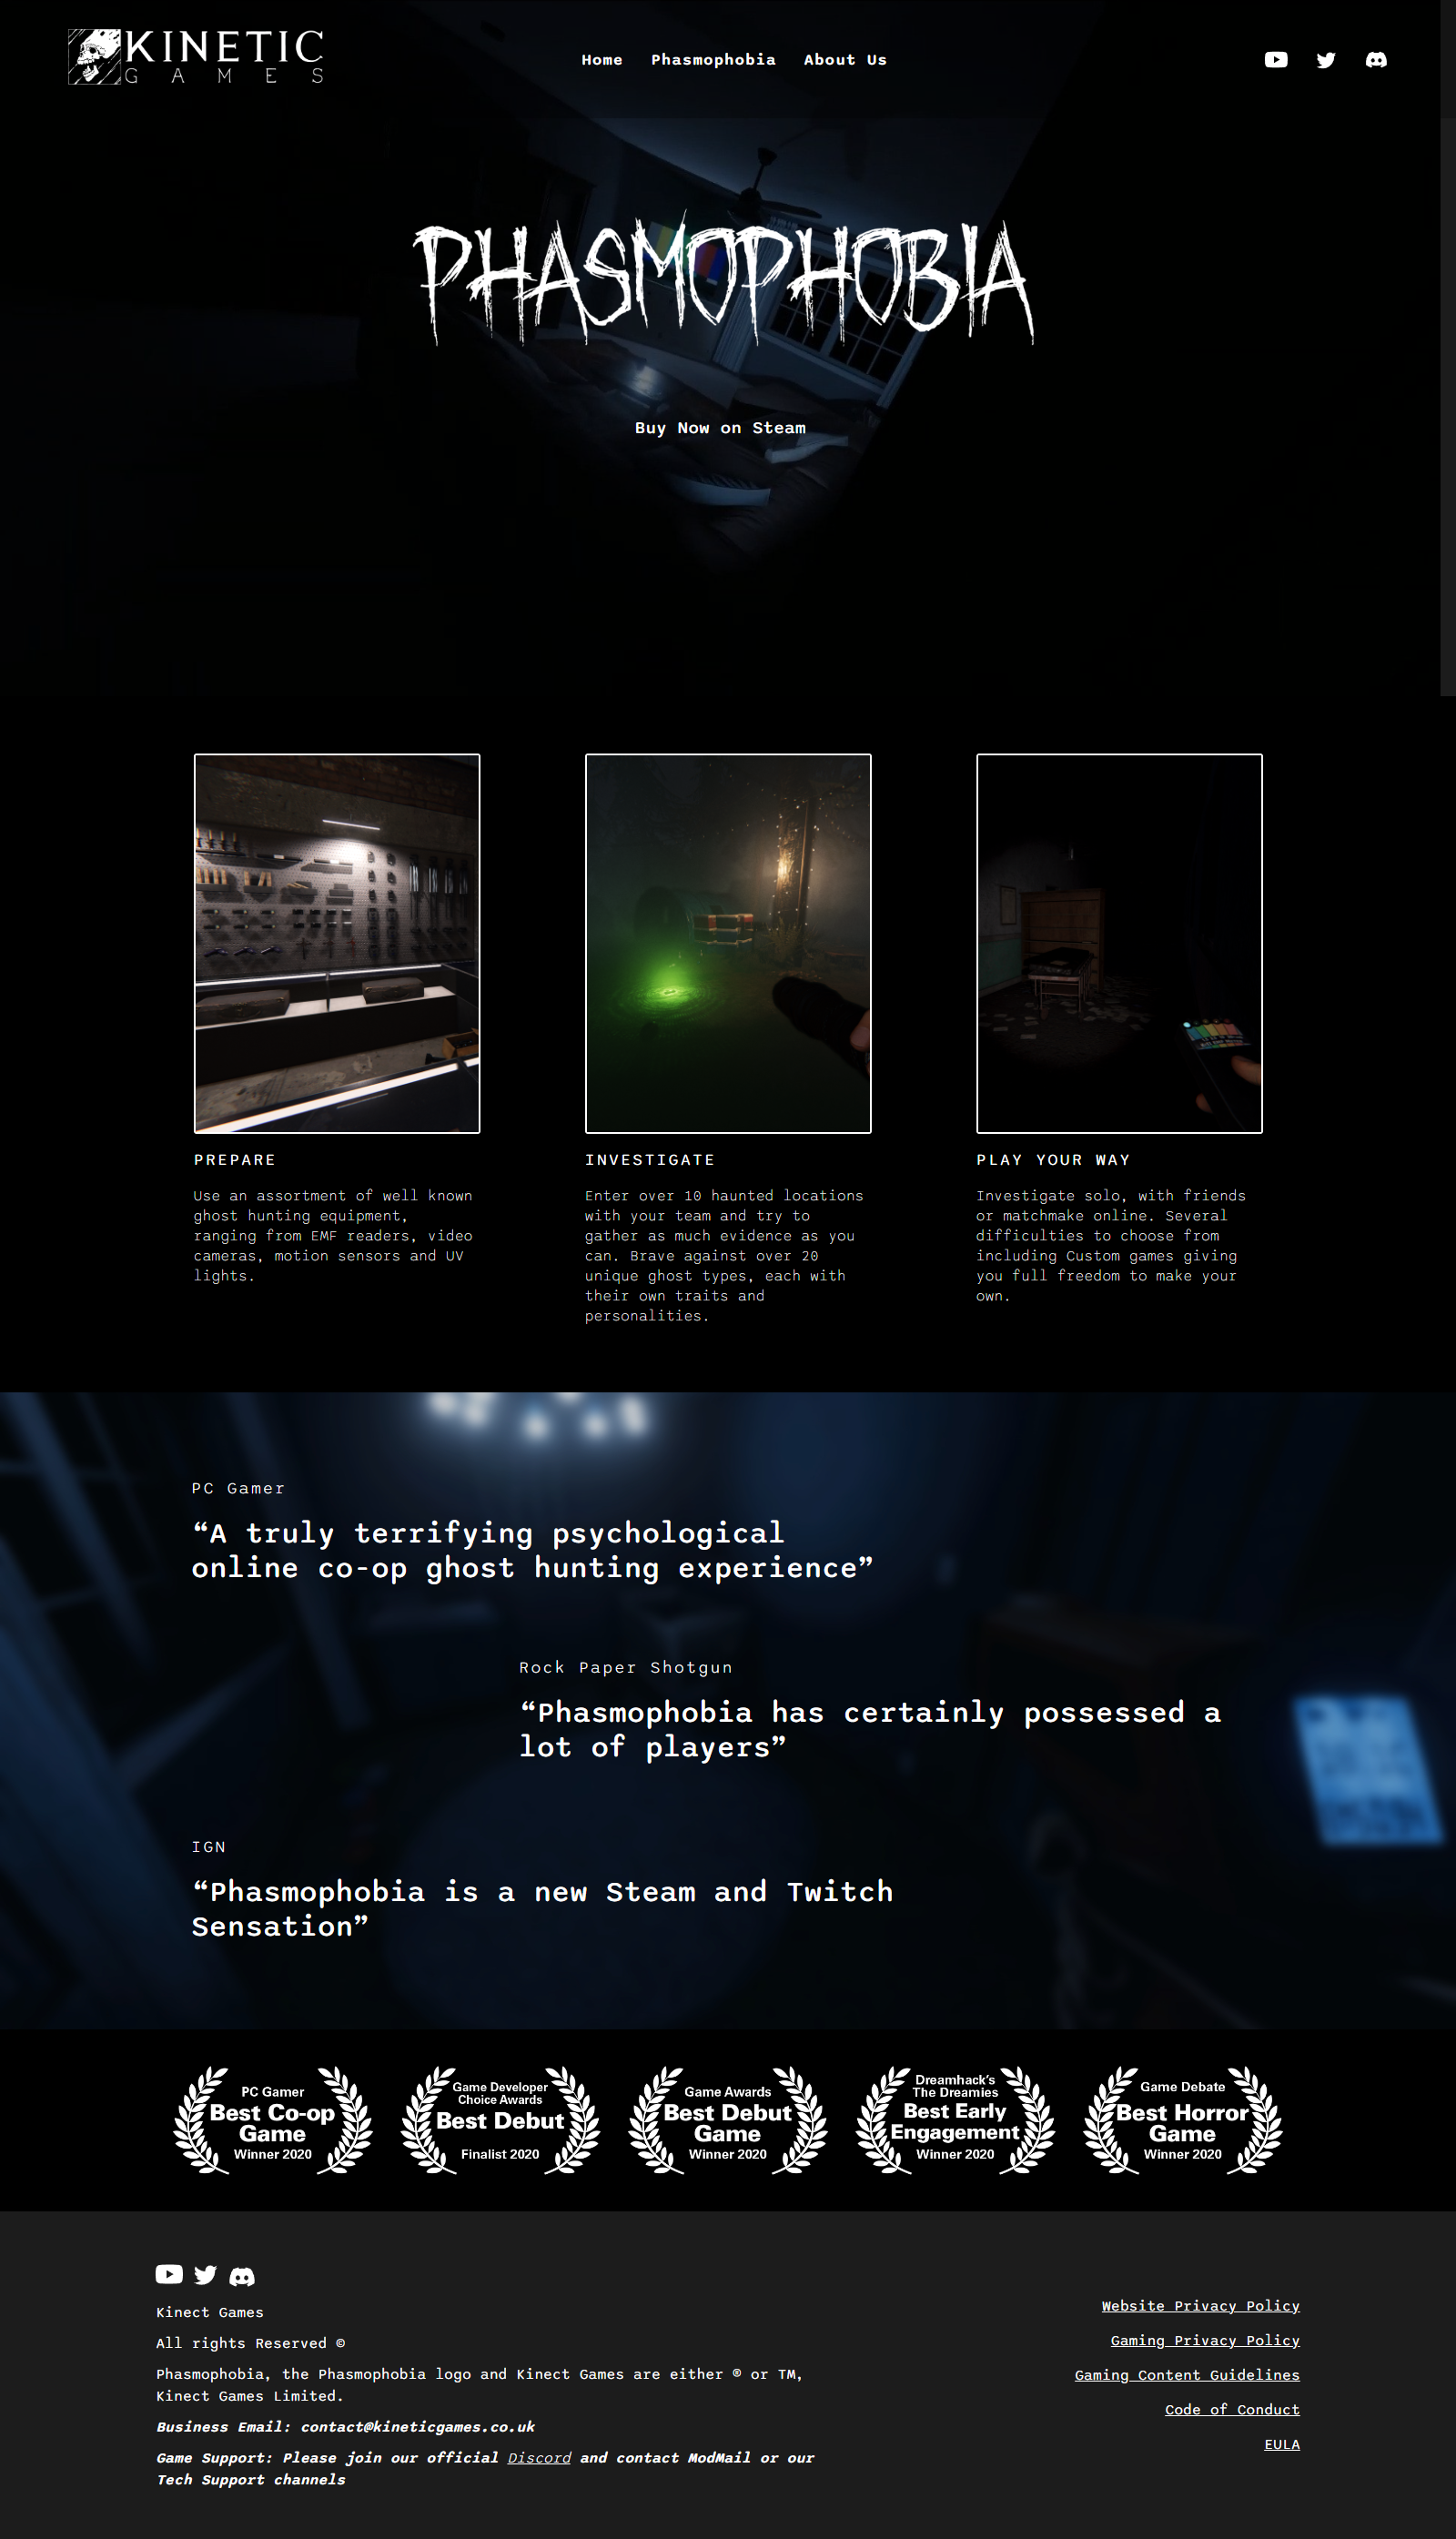 KINETIC
GAMES
Home Phasmophobia About Us
PHASMOPHOBIA
Buy Now on Steam
PREPARE
Use an assortment of well known
ghost hunting equipment,
ranging from EMF readers, video
cameras, motion sensors and UV
lights.
INVESTIGATE
Enter over 10 haunted locations
with your team and try to
gather as much evidence as you
can. Brave against over 20
unique ghost types, each with
their own traits and
personalities.
PLAY YOUR WAY
Investigate solo, with friends
or matchmake online. Several
difficulties to choose from
including Custom games giving
you full freedom to make your
own.
PC Gamer
“A truly terrifying psychological
online co-op ghost hunting experience”
Rock Paper Shotgun
“Phasmophobia has certainly possessed a
lot of players”
IGN
“Phasmophobia is a new Steam and Twitch
Sensation”
PC Gamer
Best Co-op
Game
Winner 2020
Game Developer
Choice Awards
Best Debut
Finalist 2020
Game Awards
Best Debut
Game
Winner 2020
Dreamhack’s
The Dreamies
Best Early
Engagement
Winner 2020
Game Debate
Best Horror
Game
Winner 2020
Kinect Games
All rights Reserved ©
Phasmophobia, the Phasmophobia logo and Kinect Games are either ® or TM,
Kinect Games Limited.
Business Email: contact@kineticgames.co.uk
Game Support: Please join our official Discord and contact ModMail or our
Tech Support channels
Website Privacy Policy
Gaming Privacy Policy
Gaming Content Guidelines
Code of Conduct
EULA